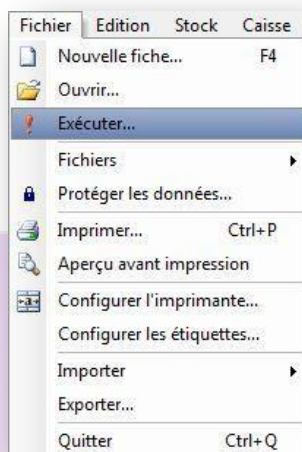 Fichier Edition Stock Caisse
Nouvelle fiche... F4
Ouvrir...
Exécuter...
Fichiers
Protéger les données...
Imprimer... Ctrl+P
Aperçu avant impression
Configurer l'imprimante...
Configurer les étiquettes...
Importer
Exporter...
Quitter Ctrl+Q